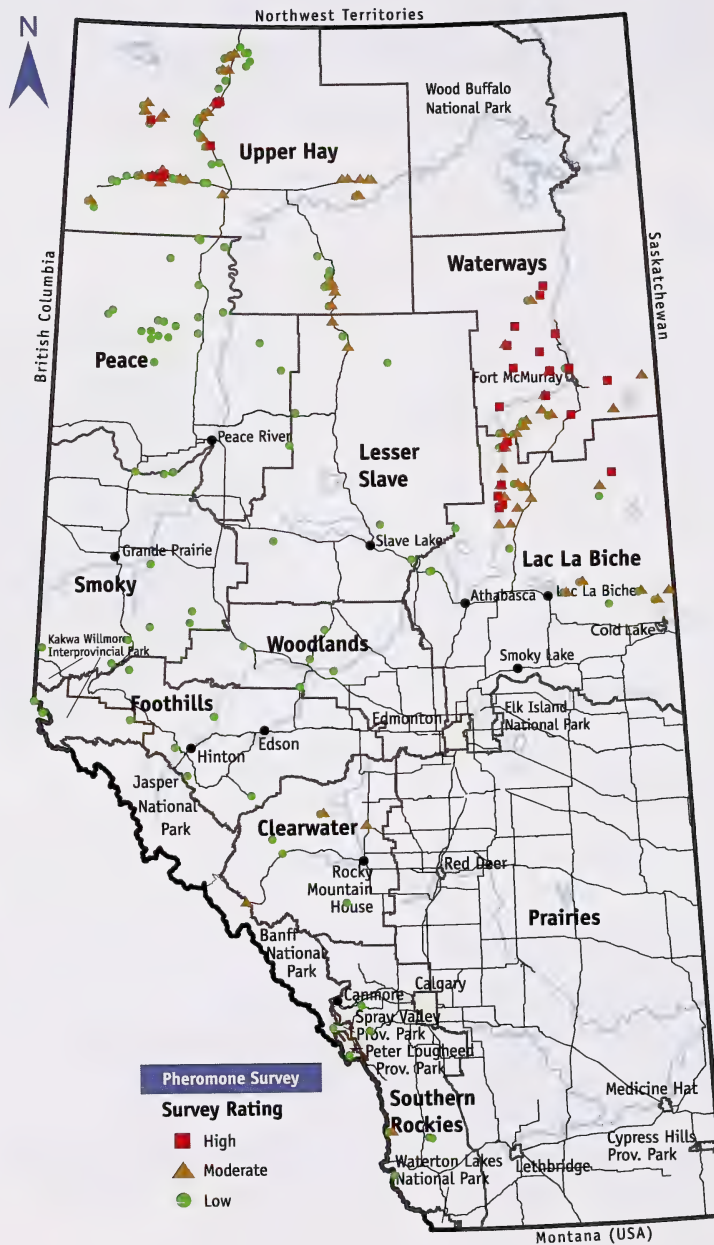 Northwest Territories
N
Wood Buffalo
National Park
Upper Hay
British Columbia
Saskatchewan
Waterways
Peace
Fort McMurray
Peace River
Lesser
Slave
Slave Lake
Grande Prairie
Lac La Biche
Smoky
Athabasca
Lac La Biche
Cold Lake
Kakwa Willmore
Interprovincial Park
Woodlands
Smoky Lake
Foothills
Edmonton
Elk Island
National Park
Edson
Hinton
Jasper
National
Park
Clearwater
Rocky
Mountain
House
Red Deer
Prairies
Banff
National
Park
Canmore
Calgary
Spray Valley
Prov. Park
Peter Lougheed
Prov. Park
Pheromone Survey
Survey Rating
High
Moderate
Low
Southern
Rockies
Medicine Hat
Cypress Hills
Prov. Park
Waterton Lakes
National Park
Lethbridge
Montana (USA)